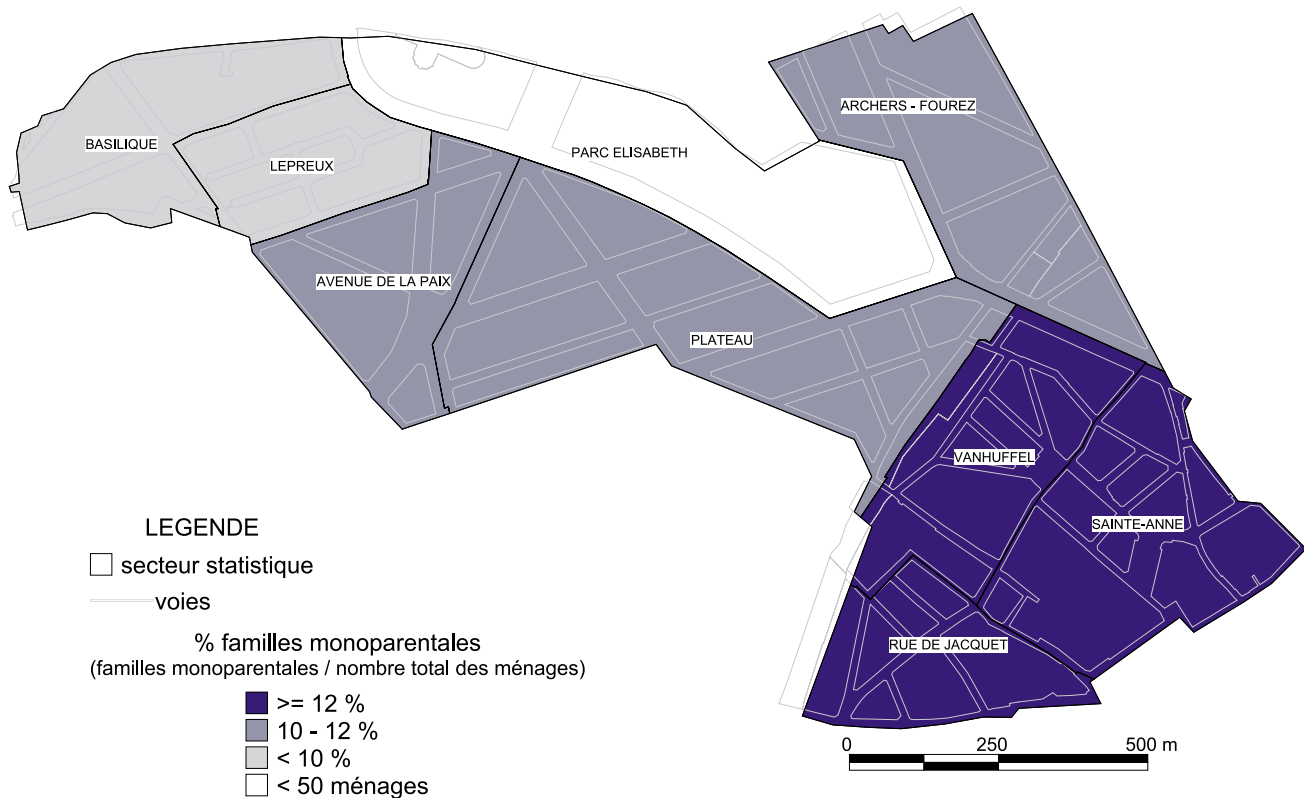 ARCHERS - FOUREZ
BASILIQUE
PARC ELISABETH
LEPREUX
AVENUE DE LA PAIX
PLATEAU
VANHUFFEL
SAINTE-ANNE
RUE DE JACQUET
LEGENDE
secteur statistique
voies
% familles monoparentales
(familles monoparentales / nombre total des ménages)
>= 12 %
10 - 12 %
< 10 %
< 50 ménages
0 250 500 m